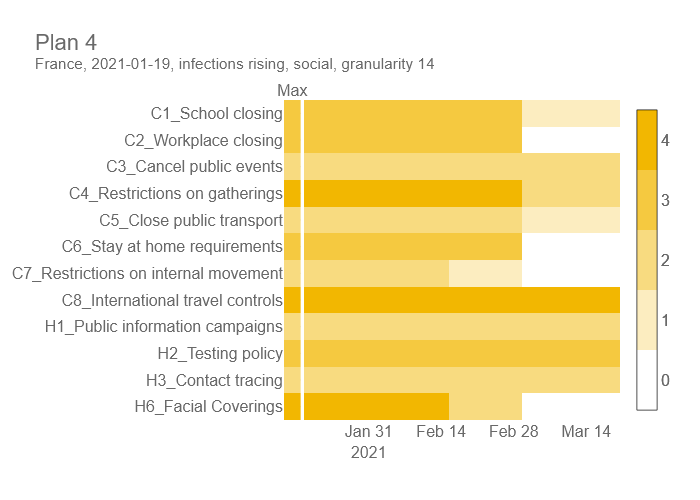 Plan 4
France, 2021-01-19, infections rising, social, granularity 14
Max
C1_School closing
C2_Workplace closing
C3_Cancel public events
C4_Restrictions on gatherings
C5_Close public transport
C6_Stay at home requirements
C7_Restrictions on internal movement
C8_International travel controls
H1_Public information campaigns
H2_Testing policy
H3_Contact tracing
H6_Facial Coverings
Jan 31 Feb 14 Feb 28 Mar 14
2021
4
3
2
1
0